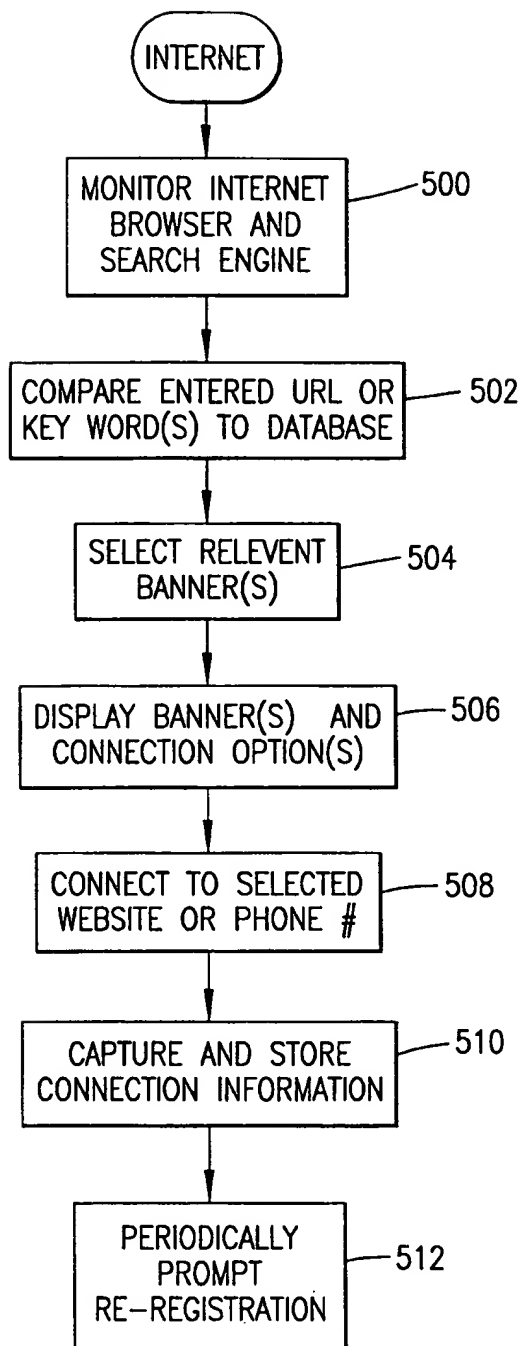 INTERNET
MONITOR INTERNET
BROWSER AND
SEARCH ENGINE
500
COMPARE ENTERED URL OR
KEY WORD(S) TO DATABASE
502
SELECT RELEVENT
BANNER(S)
504
DISPLAY BANNER(S) AND
CONNECTION OPTION(S)
506
CONNECT TO SELECTED
WEBSITE OR PHONE #
508
CAPTURE AND STORE
CONNECTION INFORMATION
510
PERIODICALLY
PROMPT
RE-REGISTRATION
512